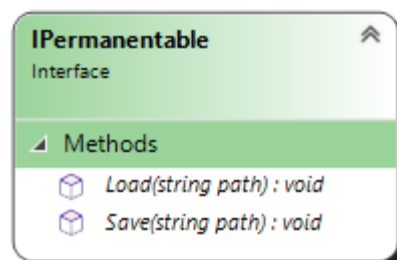 IPermanentable
Interface
Methods
Load(string path) : void
Save(string path) : void